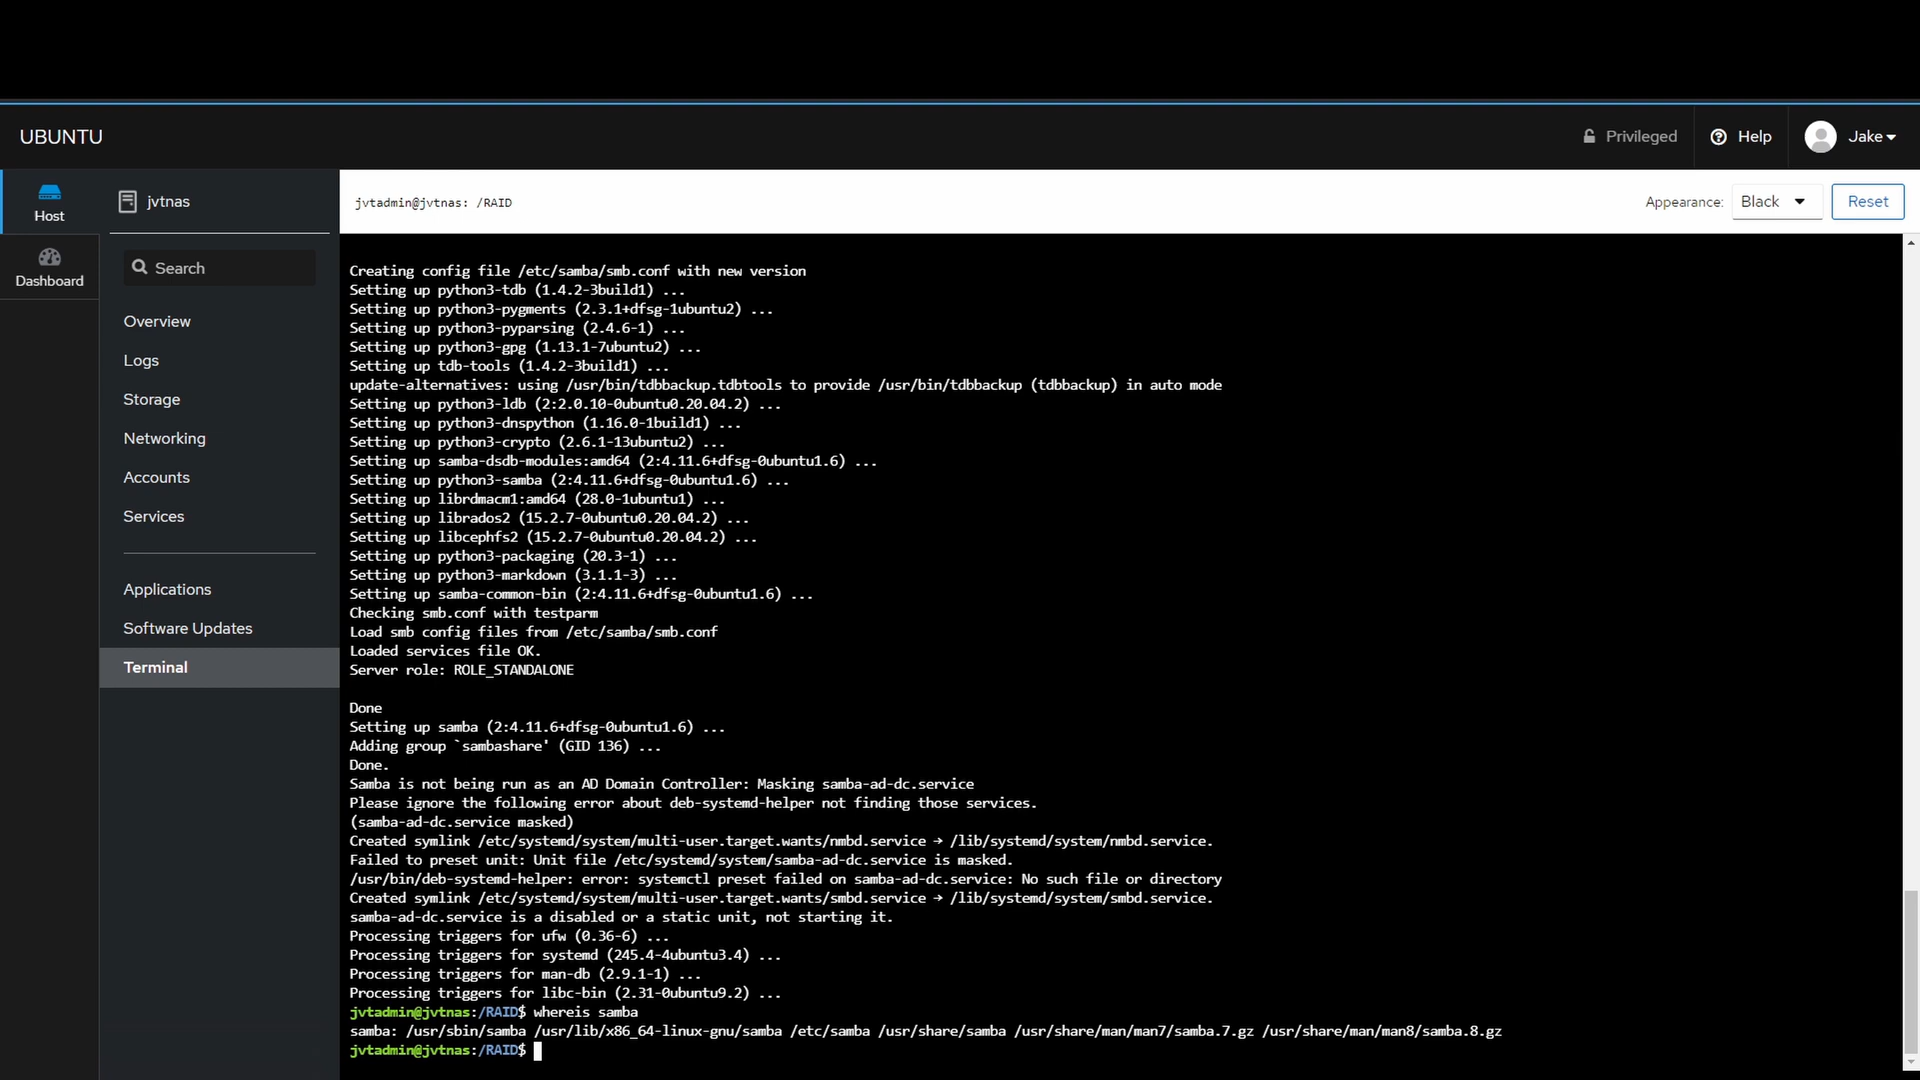 UBUNTU
Privileged
Help
Jake
Host
Dashboard
jvtnas
Search
Overview
Logs
Storage
Networking
Accounts
Services
Applications
Software Updates
Terminal
jvtadmin@jvtnas: /RAID
Appearance:
Black
Reset
Creating config file /etc/samba/smb.conf with new version
Setting up python3-tdb (1.4.2-3build1) ...
Setting up python3-pygments (2.3.1+dfsg-1ubuntu2) ...
Setting up python3-pyparsing (2.4.6-1) ...
Setting up python3-gpg (1.13.1-7ubuntu2) ...
Setting up tdb-tools (1.4.2-3build1) ...
update-alternatives: using /usr/bin/tdbbackup.tdbtools to provide /usr/bin/tdbbackup (tdbbackup) in auto mode
Setting up python3-ldb (2:2.0.10-0ubuntu0.20.04.2) ...
Setting up python3-dnspython (1.16.0-1build1) ...
Setting up python3-crypto (2.6.1-13ubuntu2) ...
Setting up samba-dsdb-modules:amd64 (2:4.11.6+dfsg-0ubuntu1.6) ...
Setting up python3-samba (2:4.11.6+dfsg-0ubuntu1.6) ...
Setting up librdmacm1:amd64 (28.0-1ubuntu1) ...
Setting up librados2 (15.2.7-0ubuntu0.20.04.2) ...
Setting up libcephfs2 (15.2.7-0ubuntu0.20.04.2) ...
Setting up python3-packaging (20.3-1) ...
Setting up python3-markdown (3.1.1-3) ...
Setting up samba-common-bin (2:4.11.6+dfsg-0ubuntu1.6) ...
Checking smb.conf with testparm
Load smb config files from /etc/samba/smb.conf
Loaded services file OK.
Server role: ROLE_STANDALONE
Done
Setting up samba (2:4.11.6+dfsg-0ubuntu1.6) ...
Adding group `sambashare' (GID 136) ...
Done.
Samba is not being run as an AD Domain Controller: Masking samba-ad-dc.service
Please ignore the following error about deb-systemd-helper not finding those services.
(samba-ad-dc.service masked)
Created symlink /etc/systemd/system/multi-user.target.wants/nmbd.service → /lib/systemd/system/nmbd.service.
Failed to preset unit: Unit file /etc/systemd/system/samba-ad-dc.service is masked.
/usr/bin/deb-systemd-helper: error: systemctl preset failed on samba-ad-dc.service: No such file or directory
Created symlink /etc/systemd/system/multi-user.target.wants/smbd.service → /lib/systemd/system/smbd.service.
samba-ad-dc.service is a disabled or a static unit, not starting it.
Processing triggers for ufw (0.36-6) ...
Processing triggers for systemd (245.4-4ubuntu3.4) ...
Processing triggers for man-db (2.9.1-1) ...
Processing triggers for libc-bin (2.31-0ubuntu9.2) ...
jvtadmin@jvtnas:/RAID$ whereis samba
samba: /usr/sbin/samba /usr/lib/x86_64-linux-gnu/samba /etc/samba /usr/share/samba /usr/share/man/man7/samba.7.gz /usr/share/man/man8/samba.8.gz
jvtadmin@jvtnas:/RAID$